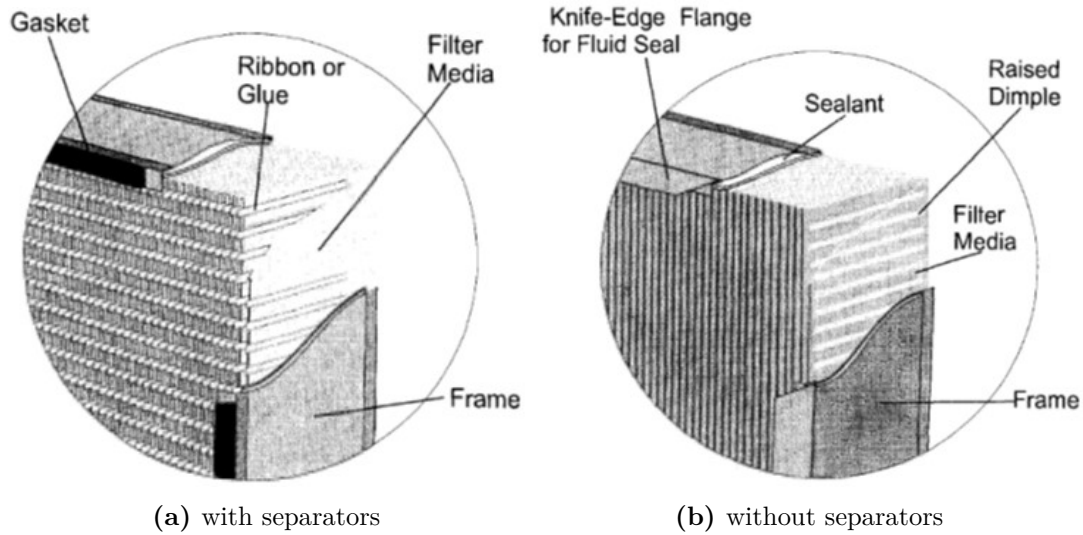 Gasket
Ribbon or
Glue
Filter
Media
Frame
(a) with separators
Knife-Edge Flange
for Fluid Seal
Sealant
Raised
Dimple
Filter
Media
Frame
(b) without separators